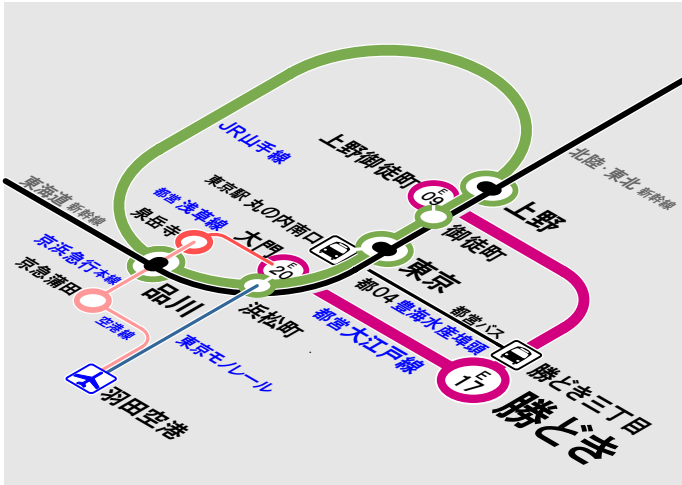 JR山手線
上野御徒町
E
09
北陸・東北 新幹線
上野
御徒町
東海道 新幹線
東京駅 丸の内南口
都営 浅草線
泉岳寺
大門
E
20
東京
京浜急行本線
京急蒲田
品川
浜松町
都04 豊海水産埠頭
都営バス
都営 大江戸線
空港線
東京モノレール
羽田空港
E
17
勝どき三丁目
勝どき